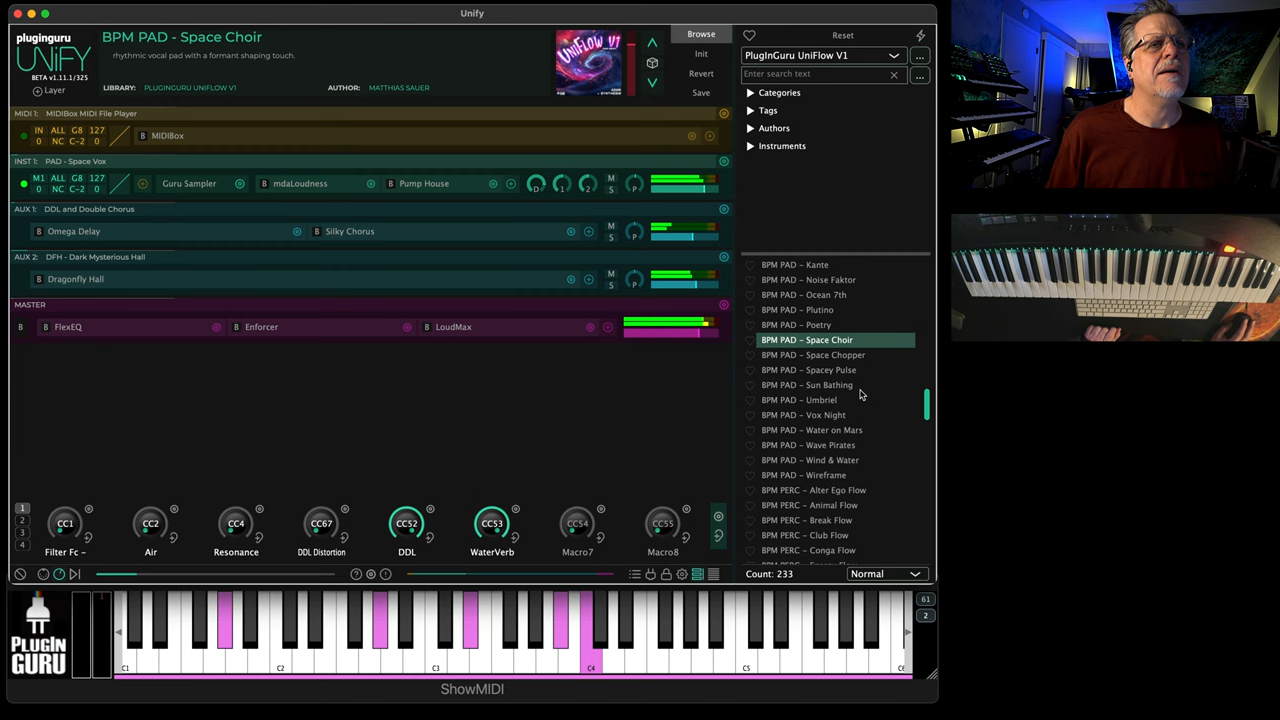 Unify
pluginguru
UNIFY
BETA v1.11.1/325
Layer
BPM PAD - Space Choir
rhythmic vocal pad with a formant shaping touch.
LIBRARY: PLUGINGURU UNIFLOW V1
AUTHOR: MATTHIAS SAUER
UNIFLOW V1
Browse
Init
Revert
Save
Reset
PlugInGuru UniFlow V1
...
Enter search text
...
Categories
Tags
Authors
Instruments
MIDI 1: MIDIBox MIDI File Player
IN ALL G8 127
0 NC C-2 0
B MIDIBox
INST 1: PAD - Space Vox
M1 ALL G8 127
0 NC C-2 0
Guru Sampler
B mdaLoudness
B Pump House
D 1 2
M
S
P
AUX 1: DDL and Double Chorus
B Omega Delay
B Silky Chorus
M
S
P
AUX 2: DFH - Dark Mysterious Hall
B Dragonfly Hall
M
S
P
MASTER
B
B FlexEQ
B Enforcer
B LoudMax
BPM PAD - Kante
BPM PAD - Noise Faktor
BPM PAD - Ocean 7th
BPM PAD - Plutino
BPM PAD - Poetry
BPM PAD - Space Choir
BPM PAD - Space Chopper
BPM PAD - Spacey Pulse
BPM PAD - Sun Bathing
BPM PAD - Umbriel
BPM PAD - Vox Night
BPM PAD - Water on Mars
BPM PAD - Wave Pirates
BPM PAD - Wind & Water
BPM PAD - Wireframe
BPM PERC - Alter Ego Flow
BPM PERC - Animal Flow
BPM PERC - Break Flow
BPM PERC - Club Flow
BPM PERC - Conga Flow
Count: 233
Normal
1
2
3
4
CC1
CC2
CC4
CC67
CC52
CC53
CC54
CC55
Filter Fc -
Air
Resonance
DDL Distortion
DDL
WaterVerb
Macro7
Macro8
PLUGIN
GURU
1
C1
C2
C3
C4
C5
C6
61
2
ShowMIDI